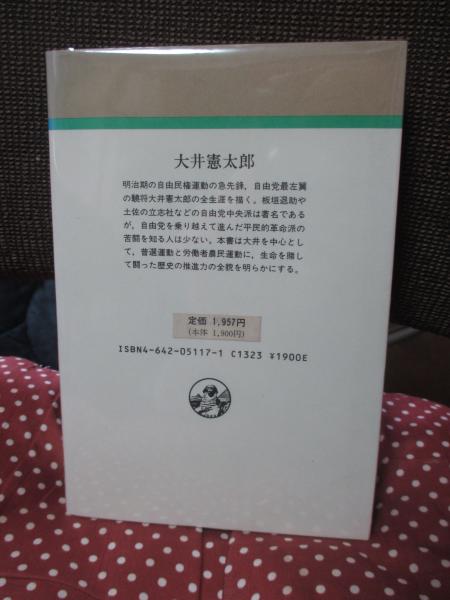 大井憲太郎
明治期の自由民権運動の急先鋒，自由党最左翼
の驍将大井憲太郎の全生涯を描く。板垣退助や
土佐の立志社などの自由党中央派は著名である
が，自由党を乗り越えて進んだ平民的革命派の
苦闘を知る人は少ない。本書は大井を中心とし
て，普選運動と労働者農民運動に，生命を賭し
て闘った歴史の推進力の全貌を明らかにする。
定価 1,957円
(本体 1,900円)
ISBN4-642-05117-1 C1323 ¥1900E